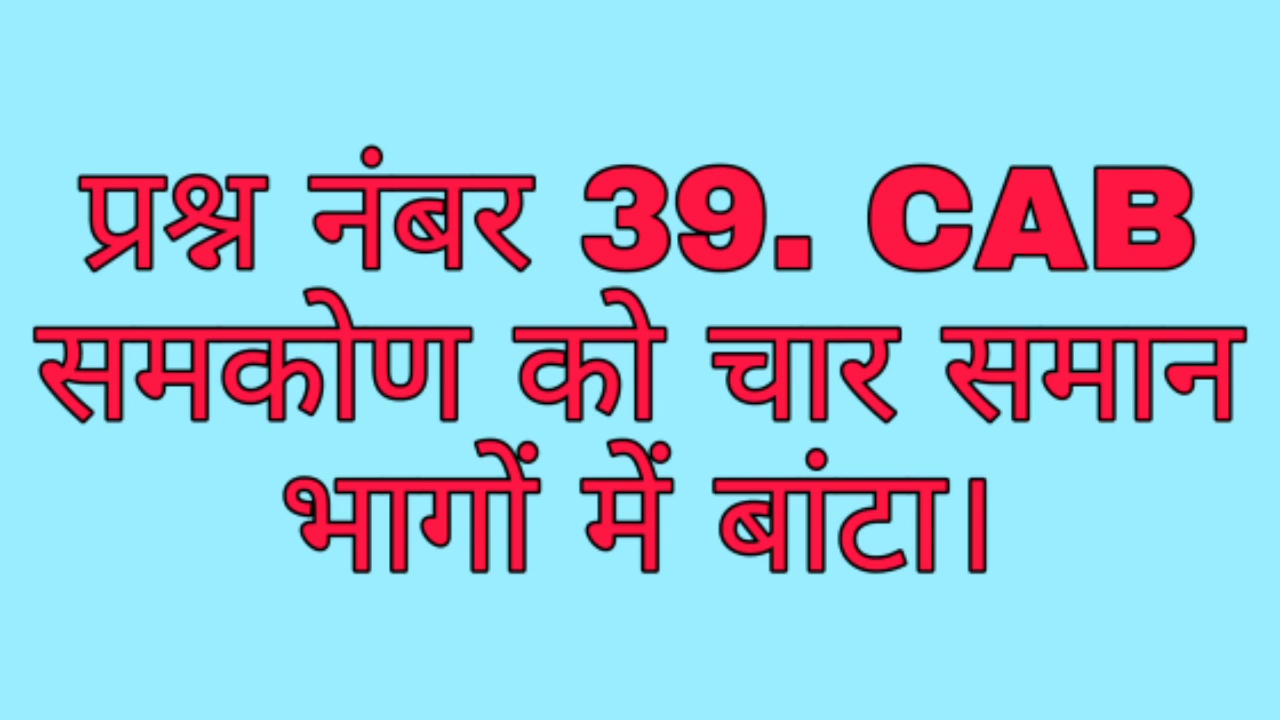 प्रश्न नंबर 39. CAB
समकोण को चार समान
भागों में बांटा।